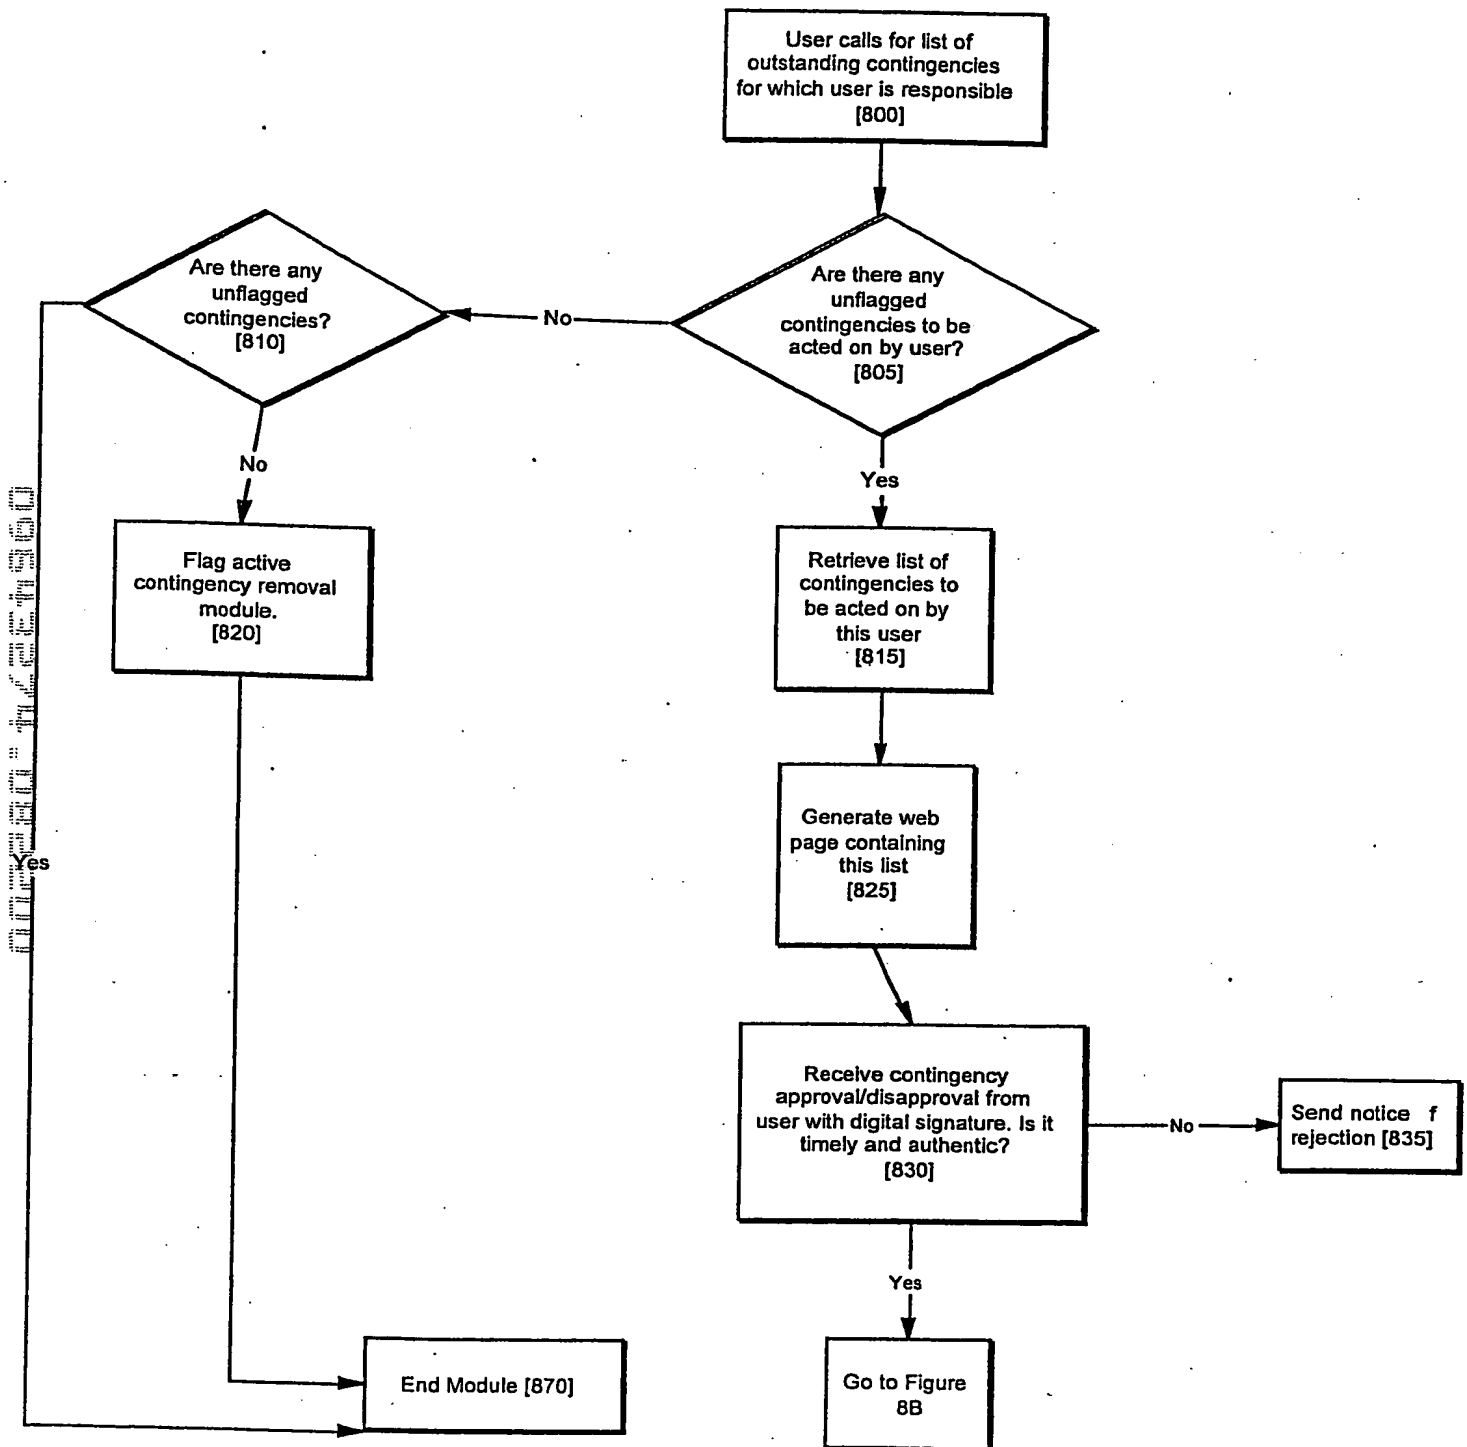 User calls for list of
outstanding contingencies
for which user is responsible
[800]
Are there any
unflagged
contingencies?
[810]
No
Are there any
unflagged
contingencies to be
acted on by user?
[805]
No
Yes
Flag active
contingency removal
module.
[820]
Retrieve list of
contingencies to
be acted on by
this user
[815]
Generate web
page containing
this list
[825]
Yes
Receive contingency
approval/disapproval from
user with digital signature. Is it
timely and authentic?
[830]
No
Send notice f
rejection [835]
Yes
End Module [870]
Go to Figure
8B